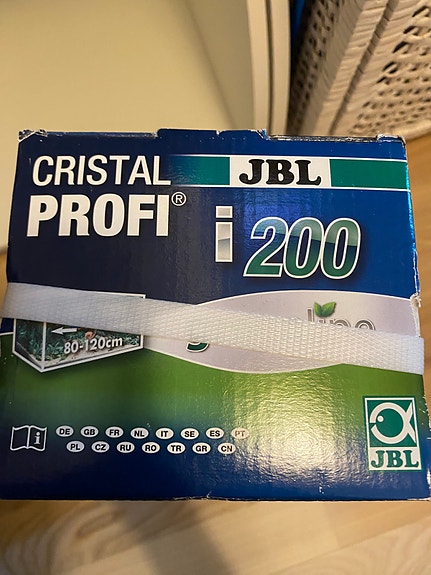 CRISTAL
PROFI®
JBL
i 200
80-120cm
DE GB FR NL IT SE ES PT
PL CZ RU RO TR GR CN
JBL